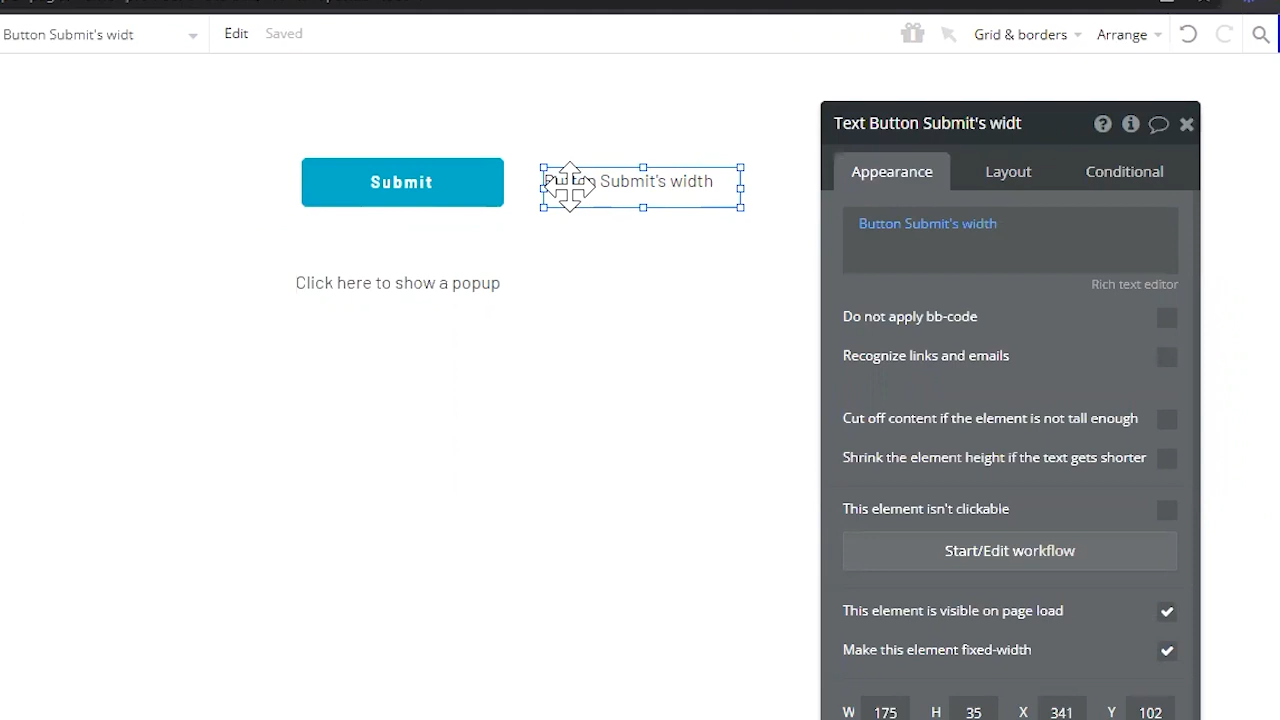 Button Submit's widt
Edit
Saved
Grid & borders
Arrange
Submit
Button Submit's width
Click here to show a popup
Text Button Submit's widt
Appearance
Layout
Conditional
Button Submit's width
Rich text editor
Do not apply bb-code
Recognize links and emails
Cut off content if the element is not tall enough
Shrink the element height if the text gets shorter
This element isn't clickable
Start/Edit workflow
This element is visible on page load
Make this element fixed-width
W 175 H 35 X 341 Y 102